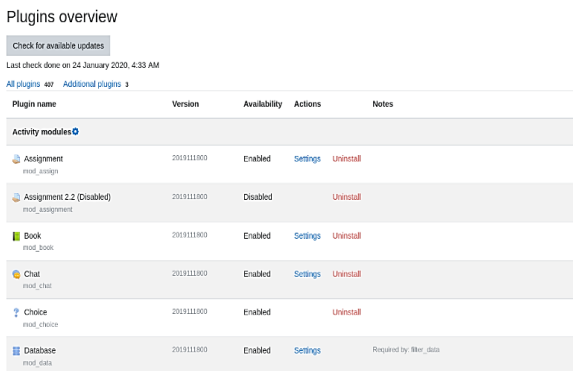 Plugins overview
Check for available updates
Last check done on 24 January 2020, 4:33 AM
All plugins 407 Additional plugins 3
Plugin name Version Availability Actions Notes
Activity modules
Assignment 2019111800 Enabled Settings Uninstall
mod_assign
Assignment 2.2 (Disabled) 2019111800 Disabled Uninstall
mod_assignment
Book 2019111800 Enabled Settings Uninstall
mod_book
Chat 2019111800 Enabled Settings Uninstall
mod_chat
Choice 2019111800 Enabled Uninstall
mod_choice
Database 2019111800 Enabled Settings Required by: filter_data
mod_data